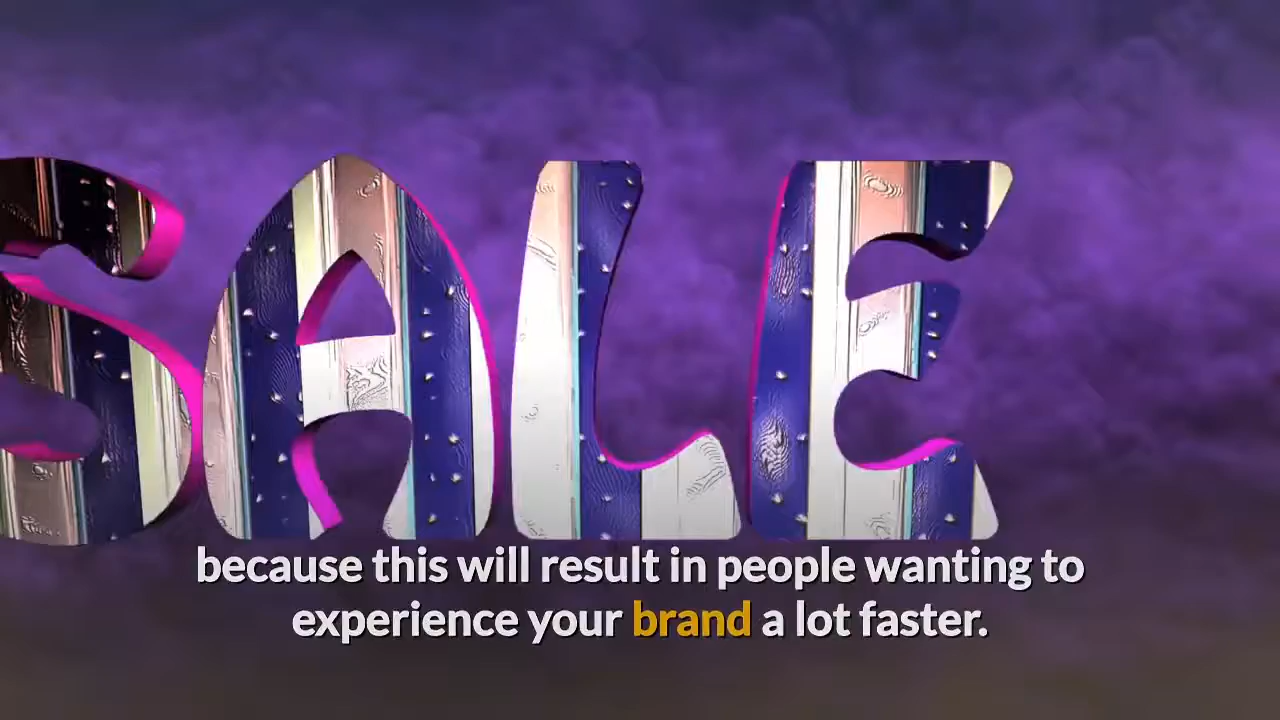 SALE
because this will result in people wanting to
experience your brand a lot faster.